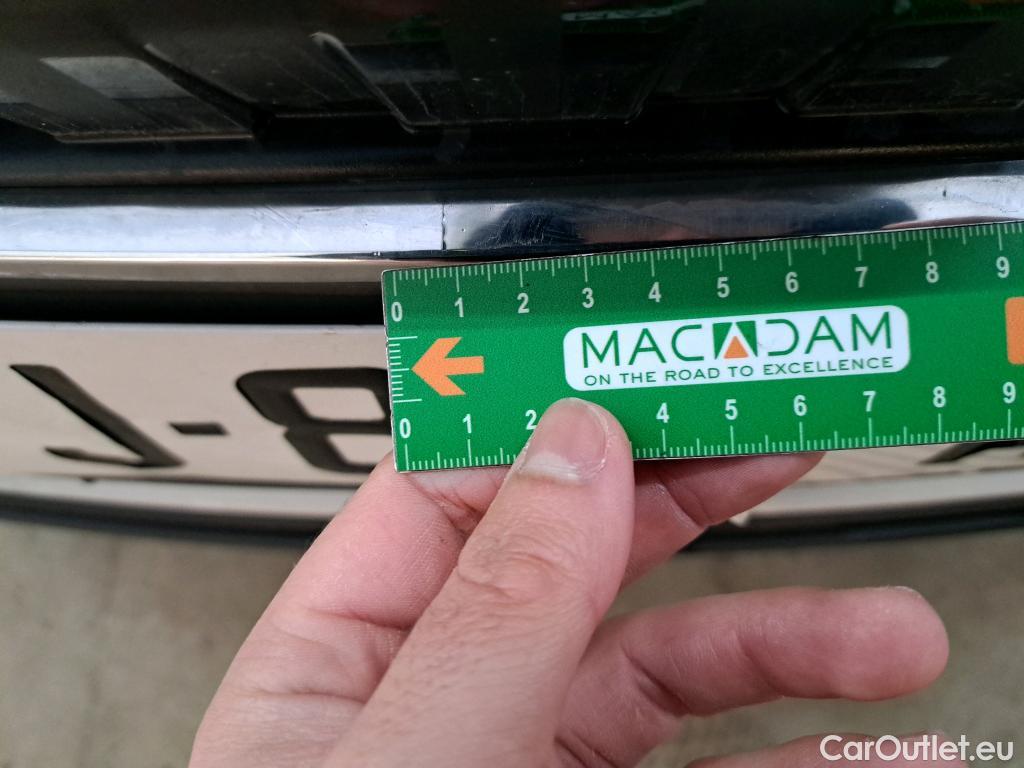 0 1 2 3 4 5 6 7 8 9
MACADAM
ON THE ROAD TO EXCELLENCE
0 1 2 4 5 6 7 8 9
J-8
CarOutlet.eu